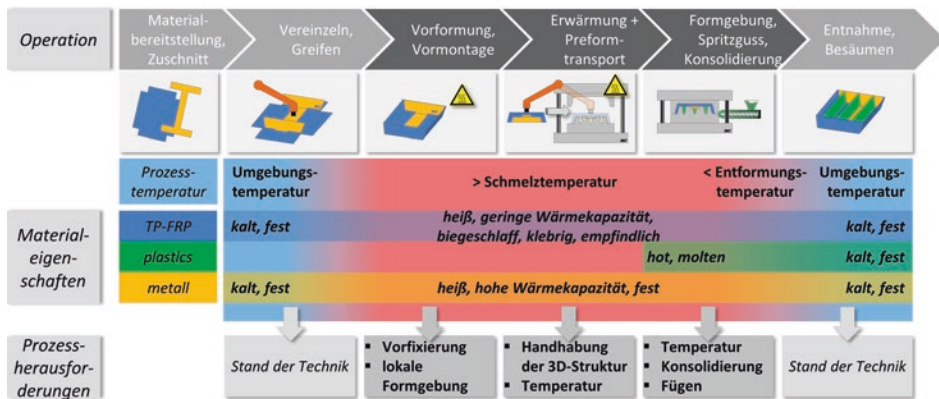 Operation
Material-
bereitstellung,
Zuschnitt
Vereinzeln,
Greifen
Vorformung,
Vormontage
Erwärmung +
Preform-
transport
Formgebung,
Spritzguss,
Konsolidierung
Entnahme,
Besäumen
Prozess-
temperatur
Umgebungs-
temperatur
> Schmelztemperatur
< Entformungs-
temperatur
Umgebungs-
temperatur
Material-
eigen-
schaften
TP-FRP
kalt, fest
heiß, geringe Wärmekapazität,
biegeschlaff, klebrig, empfindlich
kalt, fest
plastics
hot, molten
kalt, fest
metall
kalt, fest
heiß, hohe Wärmekapazität, fest
kalt, fest
Prozess-
herausfor-
derungen
Stand der Technik
▪ Vorfixierung
▪ lokale
Formgebung
▪ Handhabung
der 3D-Struktur
▪ Temperatur
▪ Temperatur
▪ Konsolidierung
▪ Fügen
Stand der Technik